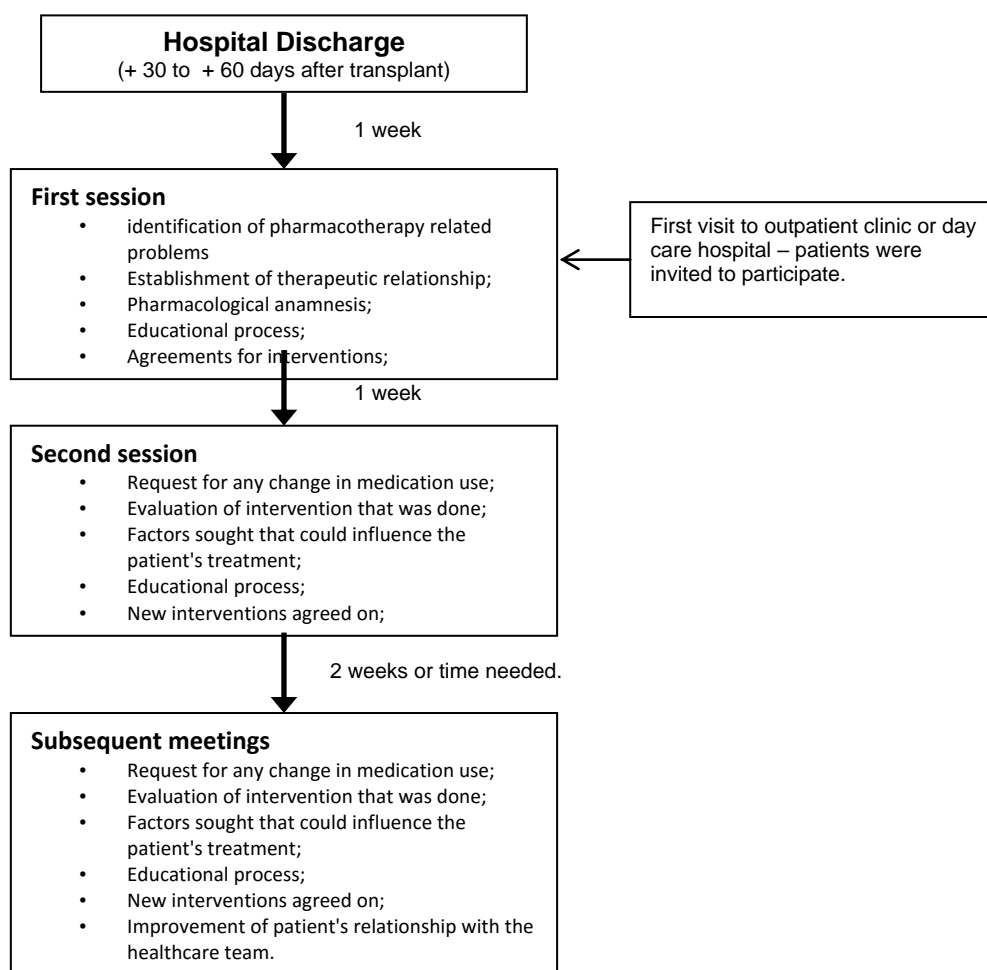 Hospital Discharge
(+ 30 to + 60 days after transplant)
1 week
First session
• identification of pharmacotherapy related
problems
• Establishment of therapeutic relationship;
• Pharmacological anamnesis;
• Educational process;
• Agreements for interventions;
First visit to outpatient clinic or day
care hospital – patients were
invited to participate.
1 week
Second session
• Request for any change in medication use;
• Evaluation of intervention that was done;
• Factors sought that could influence the
patient's treatment;
• Educational process;
• New interventions agreed on;
2 weeks or time needed.
Subsequent meetings
• Request for any change in medication use;
• Evaluation of intervention that was done;
• Factors sought that could influence the
patient's treatment;
• Educational process;
• New interventions agreed on;
• Improvement of patient's relationship with the
healthcare team.